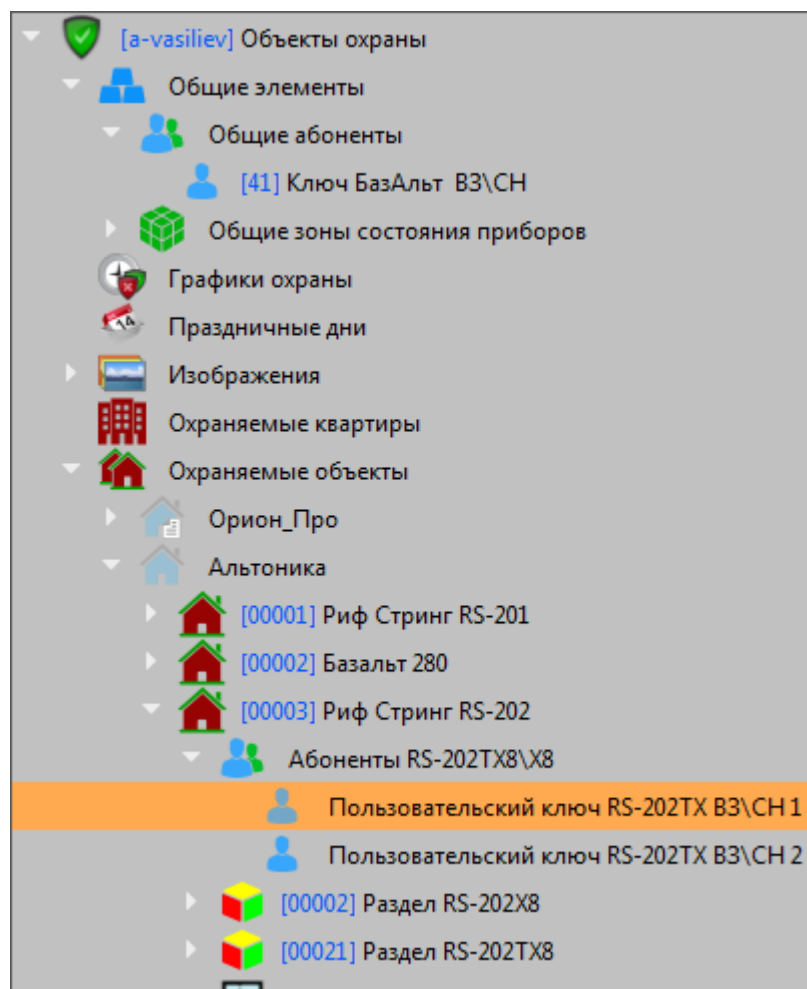 [a-vasiliev] Объекты охраны
Общие элементы
Общие абоненты
[41] Ключ БазАльт ВЗ\СН
Общие зоны состояния приборов
Графики охраны
14
Праздничные дни
Изображения
Охраняемые квартиры
Охраняемые объекты
Орион_Про
Альтоника
[00001] Риф Стринг RS-201
[00002] Базальт 280
[00003] Риф Стринг RS-202
Абоненты RS-202TX8\X8
Пользовательский ключ RS-202TX ВЗ\СН 1
Пользовательский ключ RS-202TX ВЗ\СН 2
[00002] Раздел RS-202X8
[00021] Раздел RS-202TX8